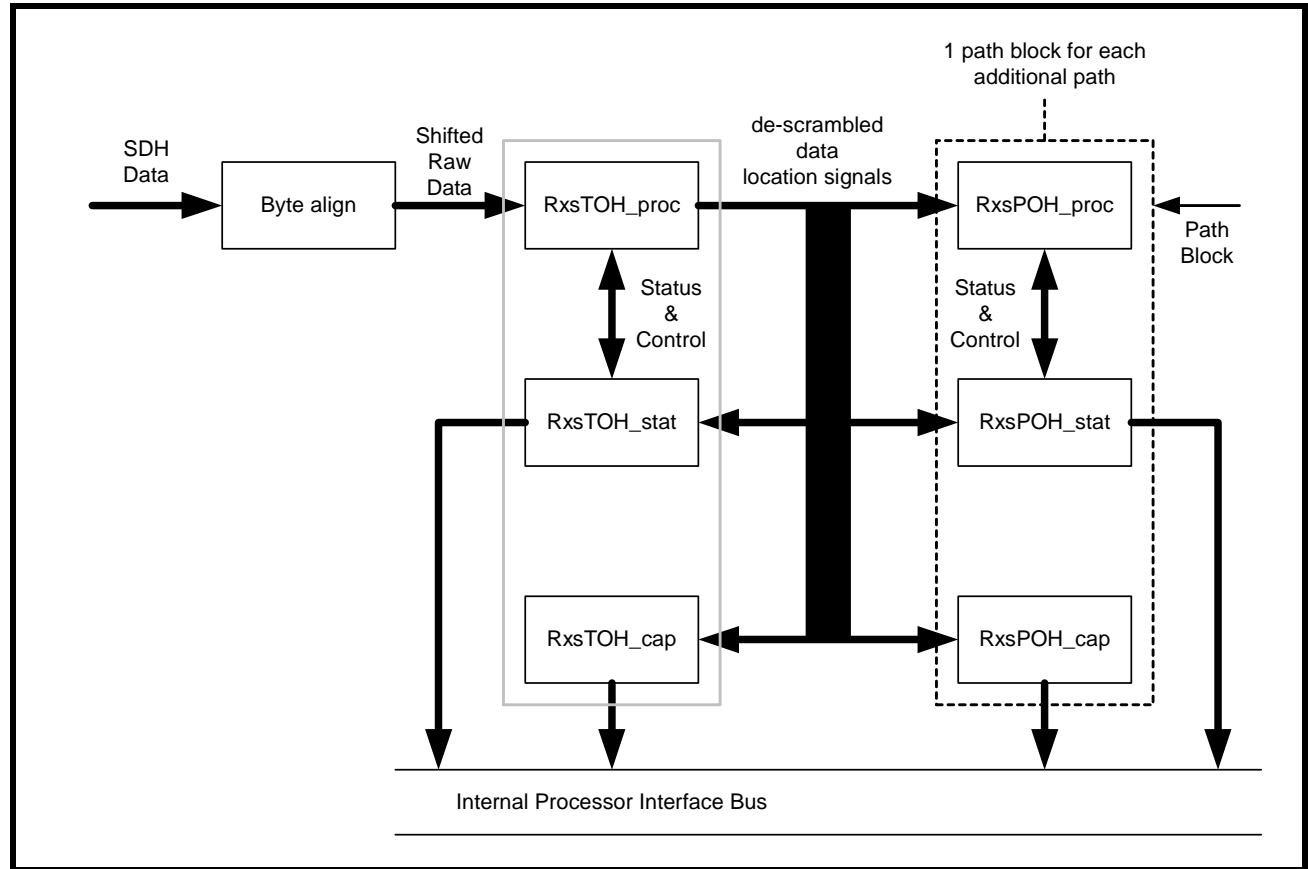 1 path block for each
additional path
SDH
Data
Shifted
Raw
Data
de-scrambled
data
location signals
Byte align
RxsTOH_proc
RxsPOH_proc
Path
Block
Status
&
Control
Status
&
Control
RxsTOH_stat
RxsPOH_stat
RxsTOH_cap
RxsPOH_cap
Internal Processor Interface Bus